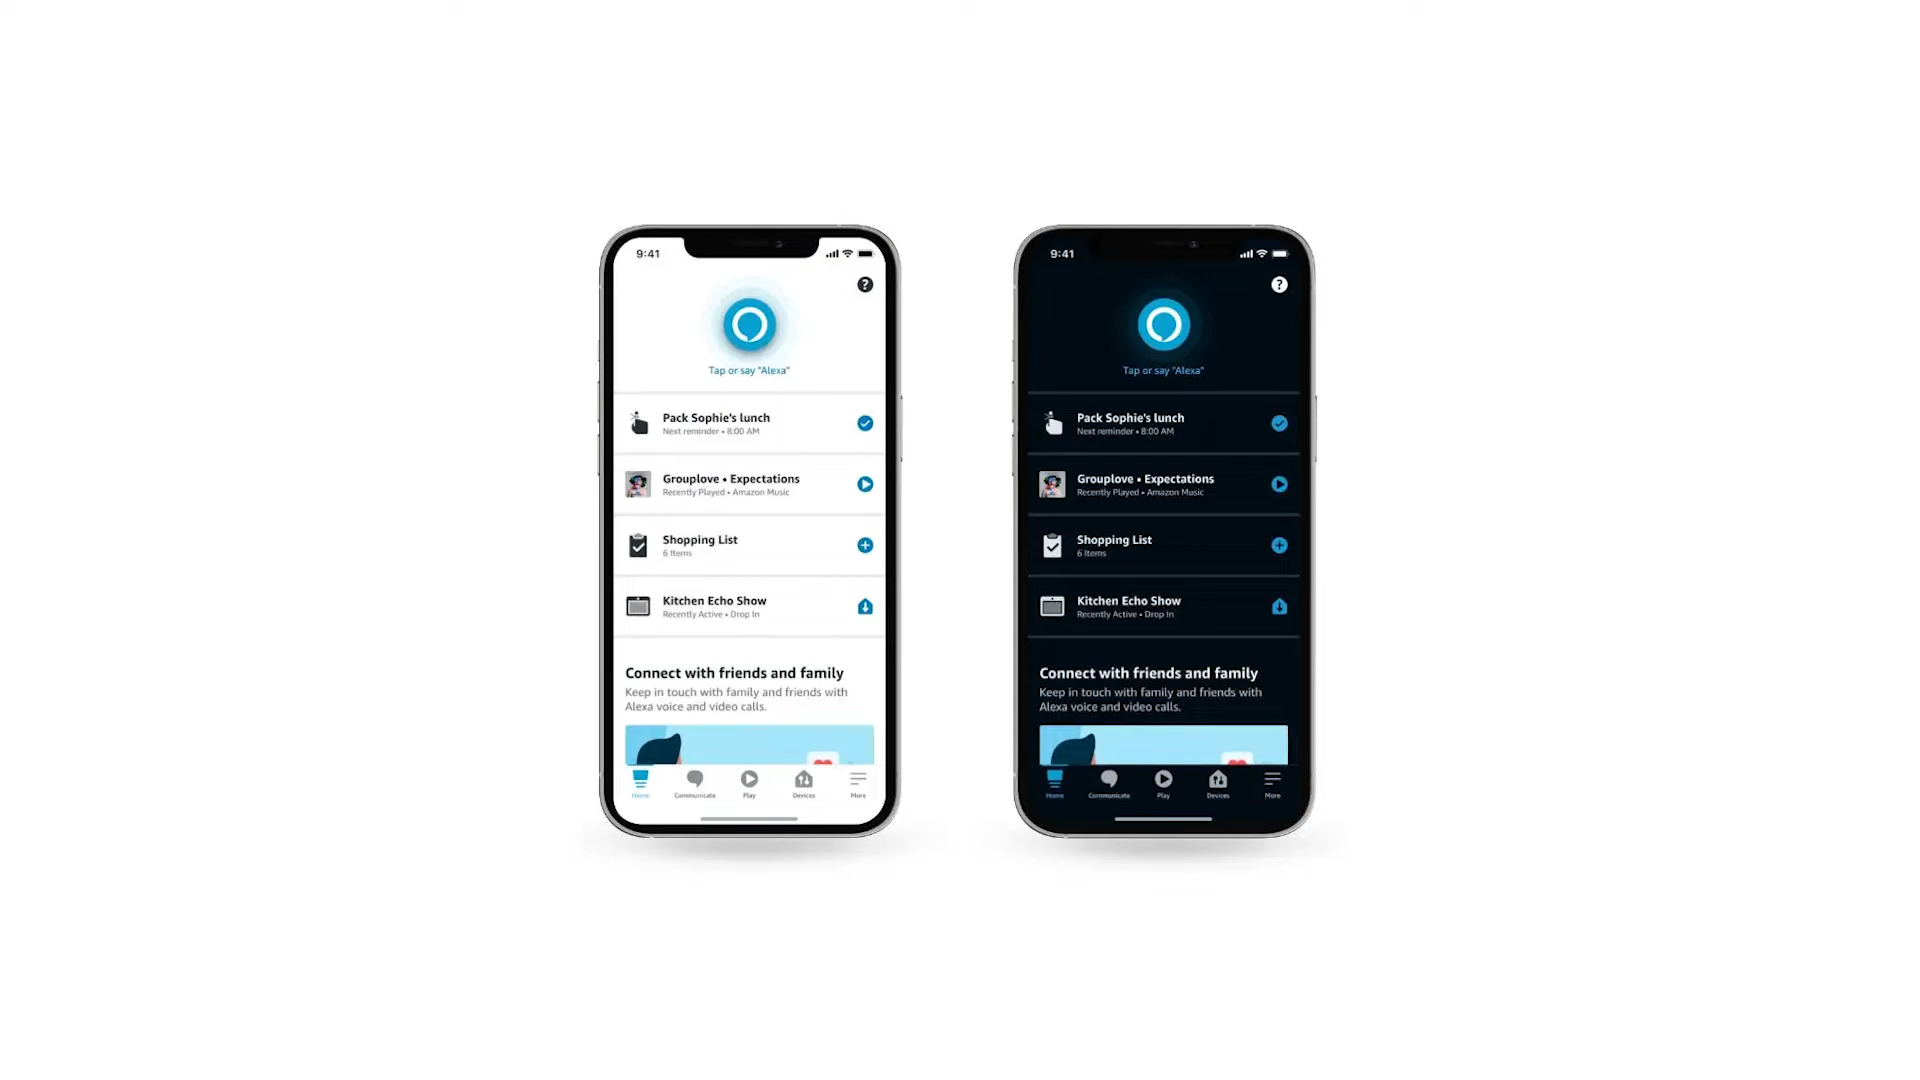 9:41
?
Tap or say "Alexa"
Pack Sophie's lunch
Next reminder • 8:00 AM
Grouplove • Expectations
Recently Played • Amazon Music
Shopping List
6 Items
Kitchen Echo Show
Recently Active • Drop In
Connect with friends and family
Keep in touch with family and friends with
Alexa voice and video calls.
Home Communicate Play Devices More
9:41
?
Tap or say "Alexa"
Pack Sophie's lunch
Next reminder • 8:00 AM
Grouplove • Expectations
Recently Played • Amazon Music
Shopping List
6 Items
Kitchen Echo Show
Recently Active • Drop In
Connect with friends and family
Keep in touch with family and friends with
Alexa voice and video calls.
Home Communicate Play Devices More